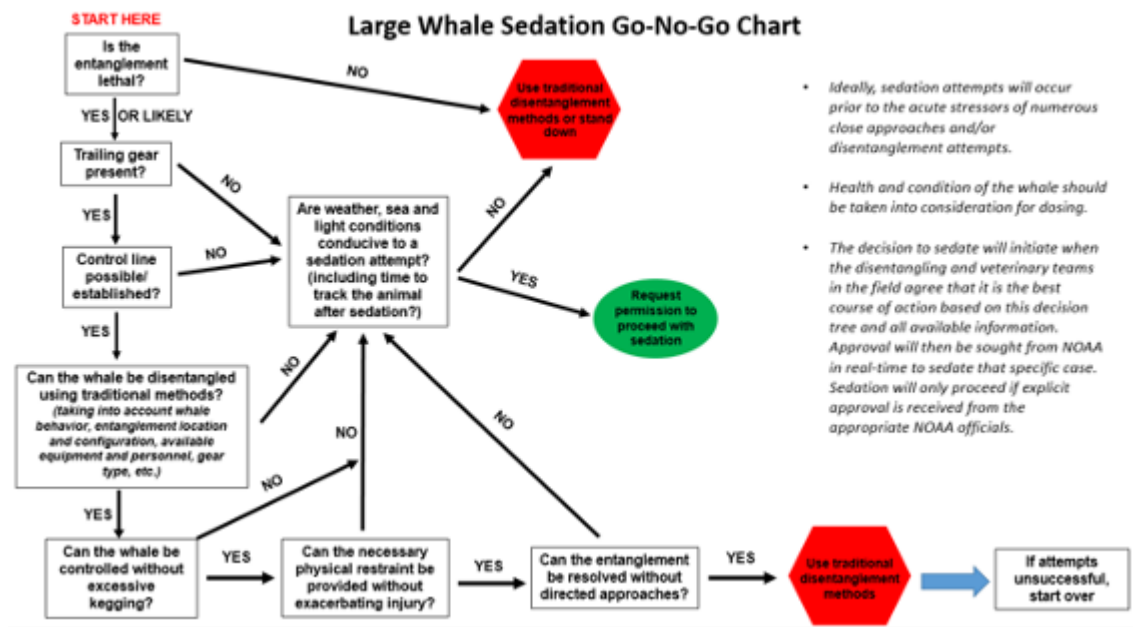 START HERE
Large Whale Sedation Go-No-Go Chart
Is the
entanglement
lethal?
NO
Use traditional
disentanglement
methods or stand
down
YES OR LIKELY
Trailing gear
present?
NO
YES
Control line
possible/
established?
NO
Are weather, sea and
light conditions
conducive to a
sedation attempt?
(including time to
track the animal
after sedation?)
NO
YES
Request
permission to
proceed with
sedation
YES
Can the whale be disentangled
using traditional methods?
(taking into account whale
behavior, entanglement location
and configuration, available
equipment and personnel, gear
type, etc.)
NO
YES
Can the whale be
controlled without
excessive
kegging?
NO
YES
Can the necessary
physical restraint be
provided without
exacerbating injury?
NO
YES
Can the entanglement
be resolved without
directed approaches?
NO
YES
Use traditional
disentanglement
methods
If attempts
unsuccessful,
start over
• Ideally, sedation attempts will occur
prior to the acute stressors of numerous
close approaches and/or
disentanglement attempts.
• Health and condition of the whale should
be taken into consideration for dosing.
• The decision to sedate will initiate when
the disentangling and veterinary teams
in the field agree that it is the best
course of action based on this decision
tree and all available information.
Approval will then be sought from NOAA
in real-time to sedate that specific case.
Sedation will only proceed if explicit
approval is received from the
appropriate NOAA officials.